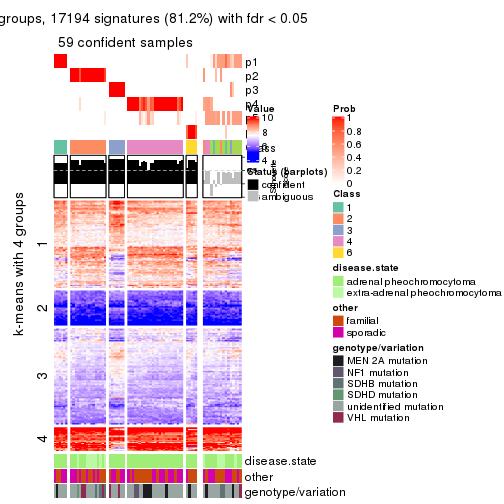 groups, 17194 signatures (81.2%) with fdr < 0.05
59 confident samples
p1
p2
p3
p4
Value
10
8
6
4
Status (barplots)
confident
ambiguous
k-means with 4 groups
1
2
3
4
disease.state
other
genotype/variation
Prob
1
0.8
0.6
0.4
0.2
0
Class
1
2
3
4
6
disease.state
adrenal pheochromocytoma
extra-adrenal pheochromocytoma
other
familial
sporadic
genotype/variation
MEN 2A mutation
NF1 mutation
SDHB mutation
SDHD mutation
unidentified mutation
VHL mutation